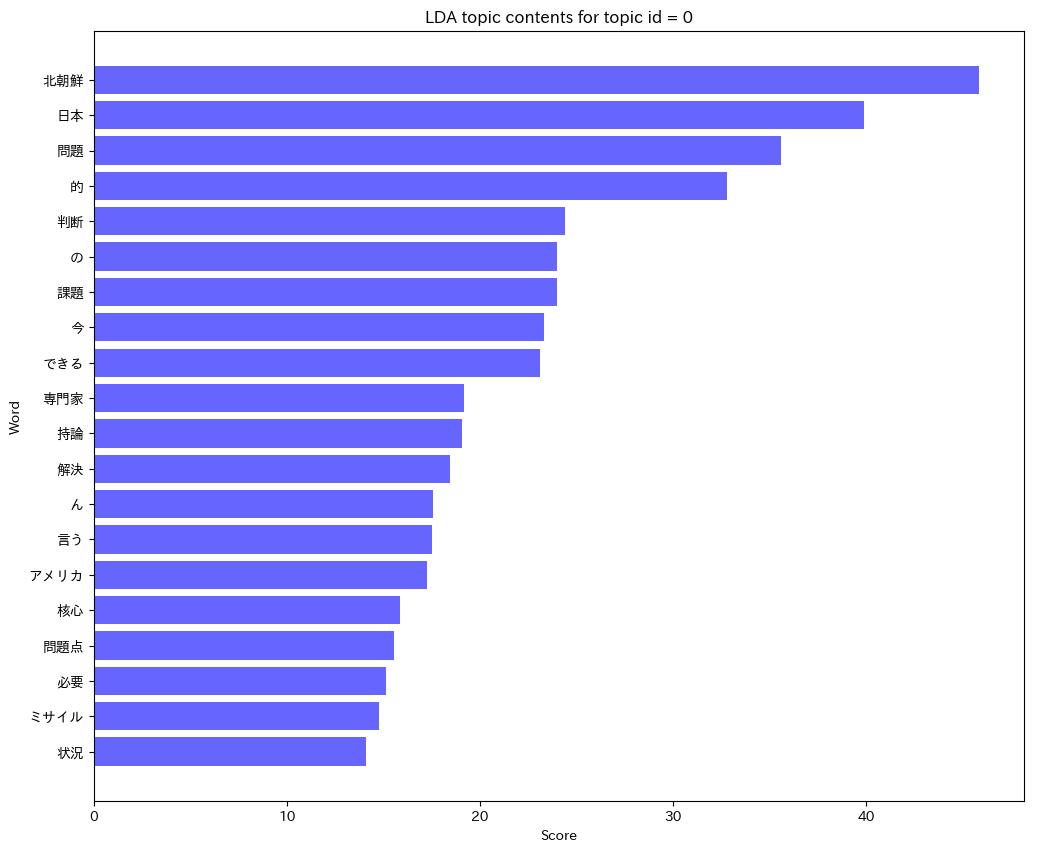 LDA topic contents for topic id = 0
北朝鮮
日本
問題
的
判断
の
課題
今
できる
専門家
持論
解決
ん
言う
アメリカ
核心
問題点
必要
ミサイル
状況
Word
0 10 20 30 40
Score